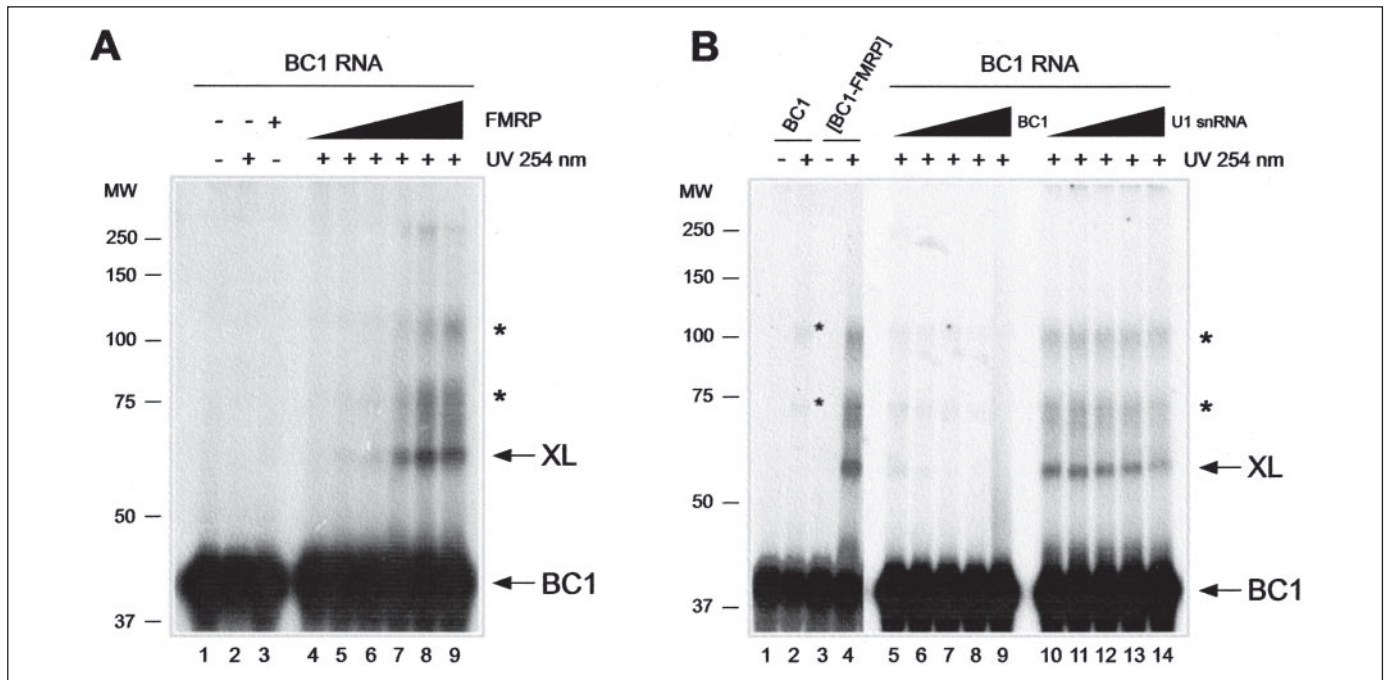 A
BC1 RNA
- - + FMRP
- + - + + + + + + UV 254 nm
MW
250
150
100 *
75 *
XL
50
BC1
37
1 2 3 4 5 6 7 8 9
B
BC1 [BC1-FMRP] BC1 RNA
BC1 U1 snRNA
- + - + + + + + + + + + + + UV 254 nm
MW
250
150
100 * *
75 * *
XL
50
BC1
37
1 2 3 4 5 6 7 8 9 10 11 12 13 14